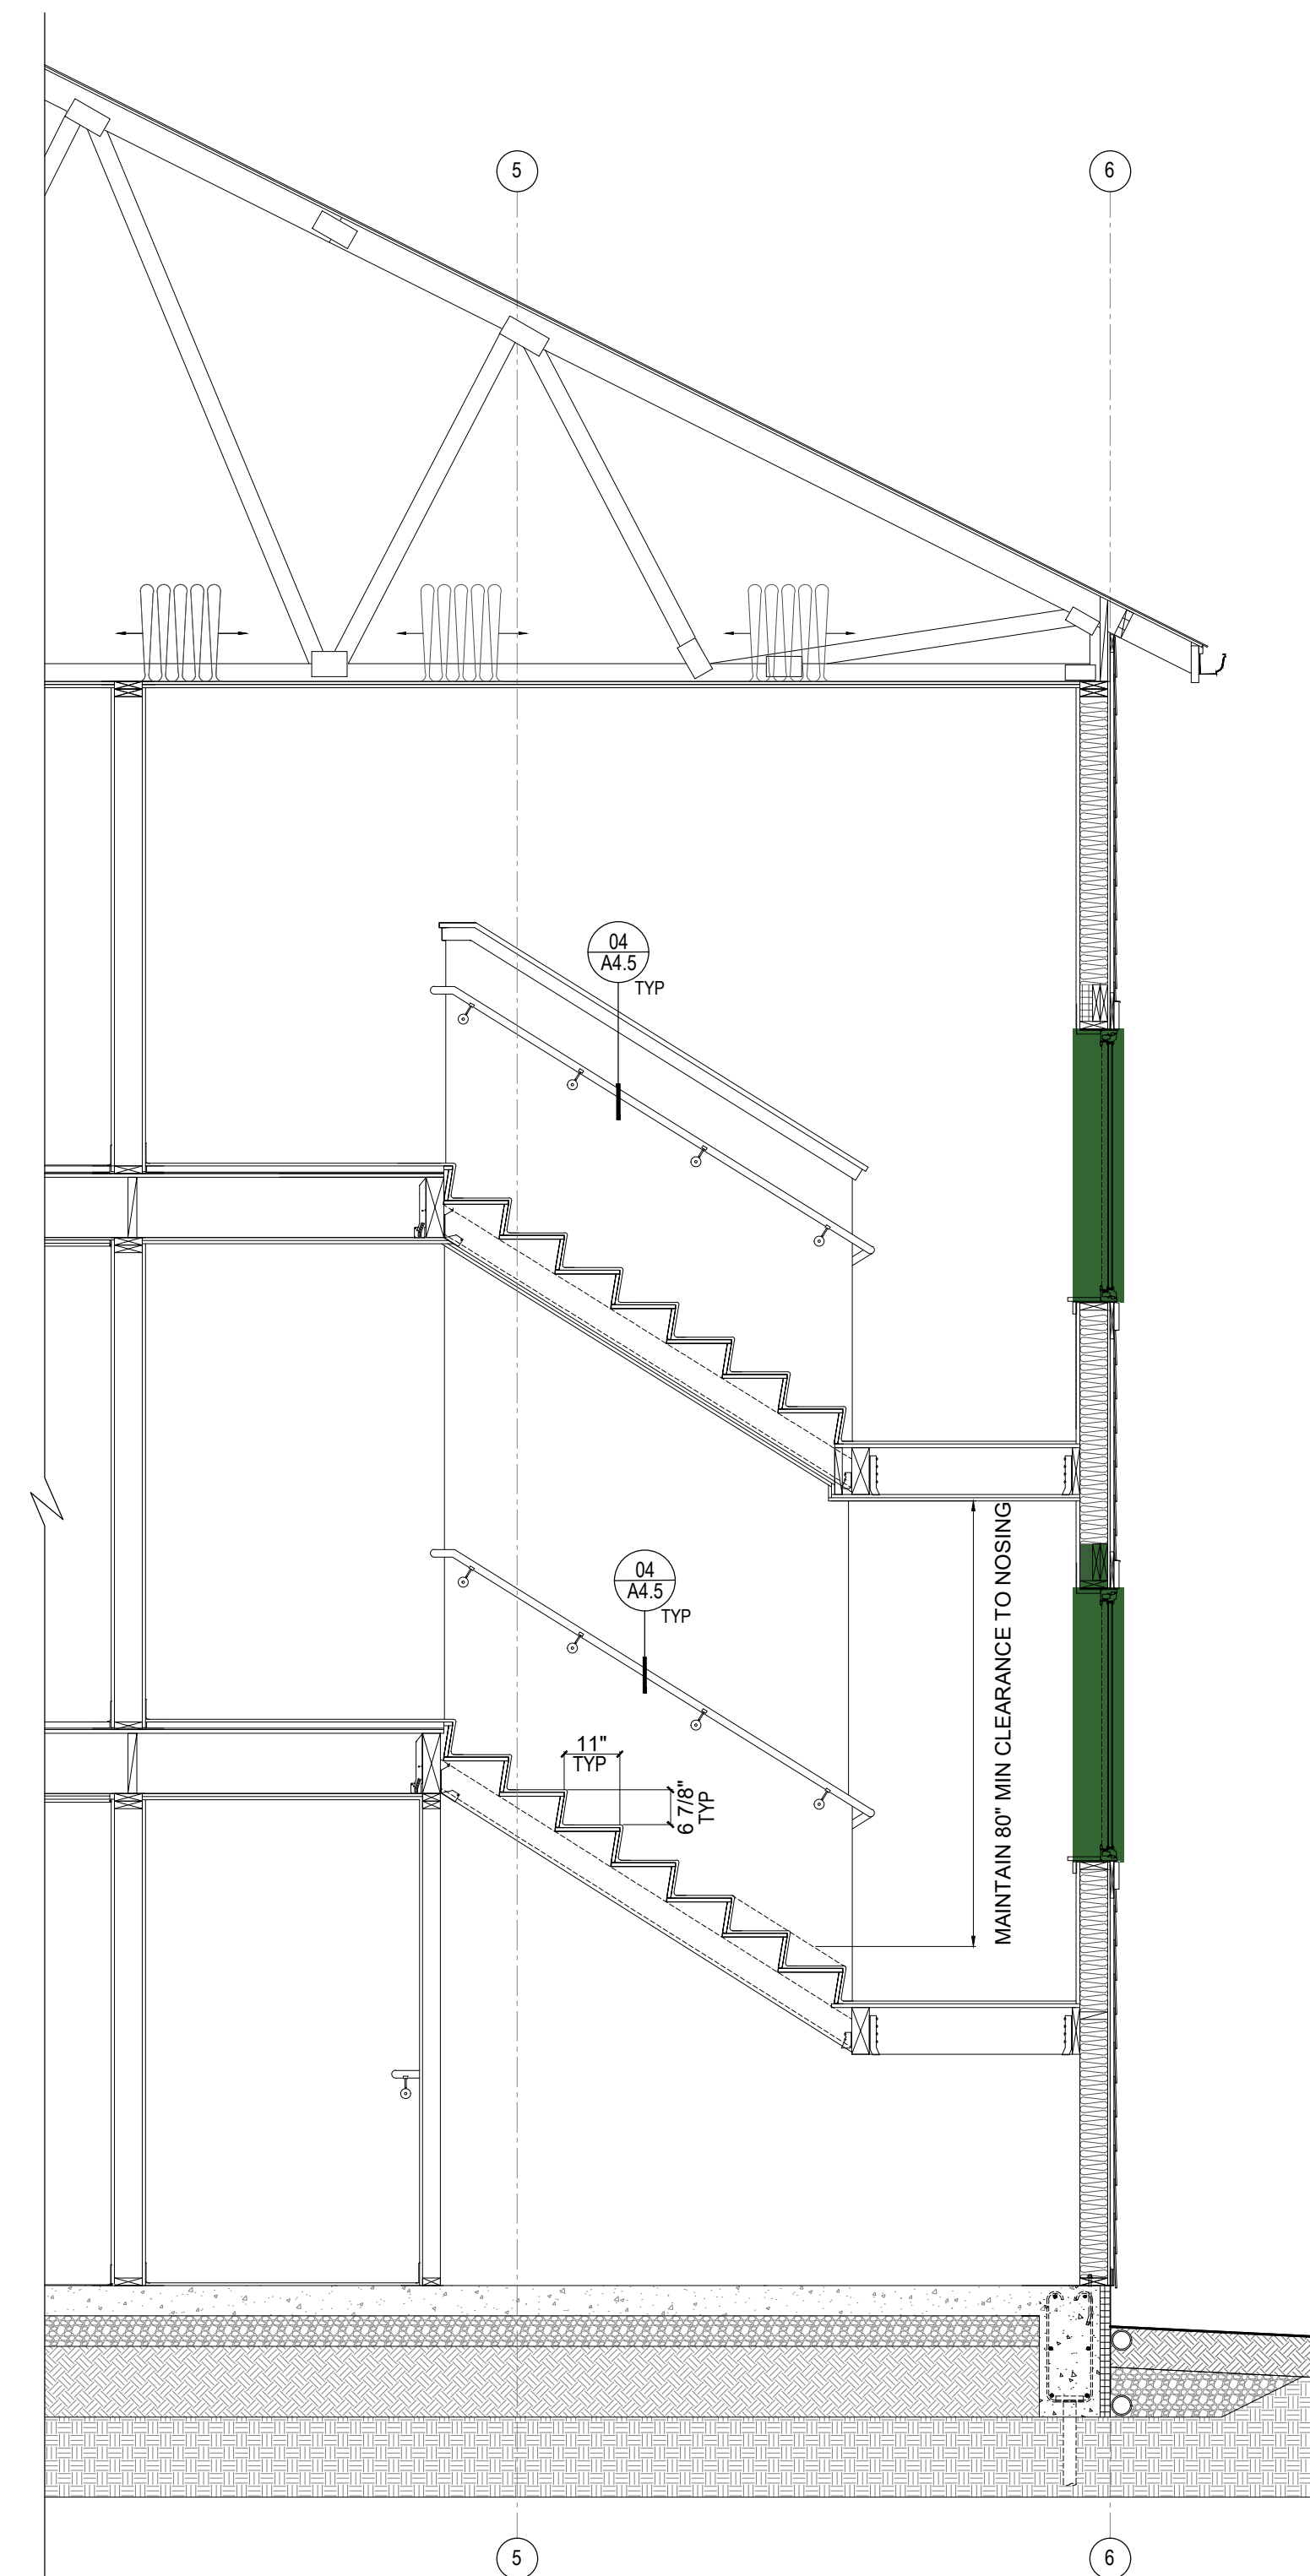 5
6
04
A4.5
TYP
04
A4.5
TYP
11"
TYP
6 7/8"
TYP
MAINTAIN 80" MIN CLEARANCE TO NOSING
5
6